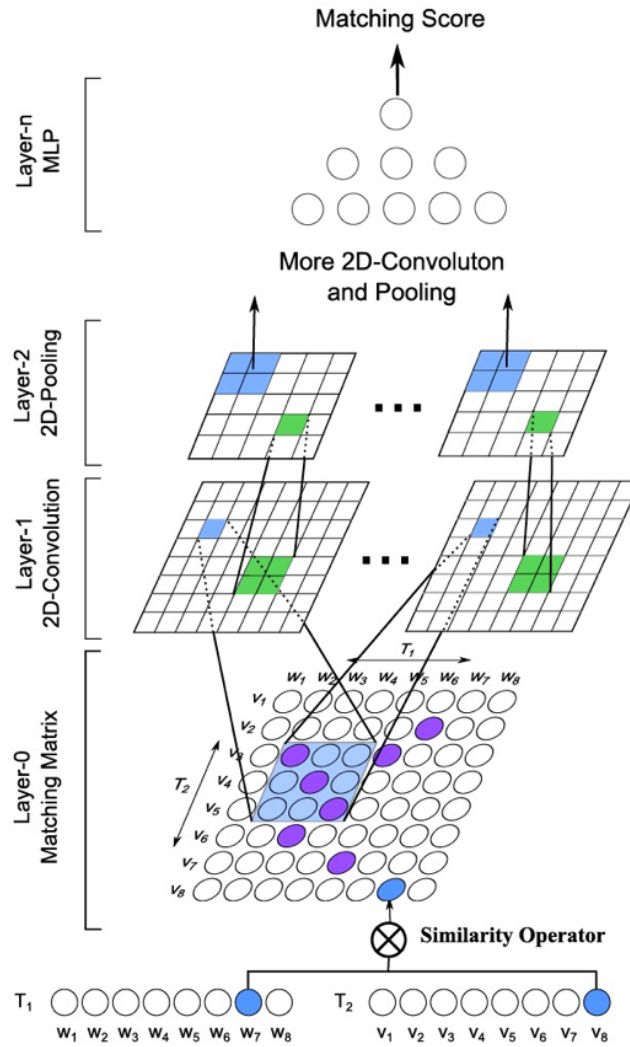 Matching Score
Layer-n
MLP
More 2D-Convoluton
and Pooling
Layer-2
2D-Pooling
Layer-1
2D-Convolution
Layer-0
Matching Matrix
T1
w1 w2 w3 w4 w5 w6 w7 w8
T2
v1
v2
v3
v4
v5
v6
v7
v8
Similarity Operator
T1
w1 w2 w3 w4 w5 w6 w7 w8
T2
v1 v2 v3 v4 v5 v6 v7 v8